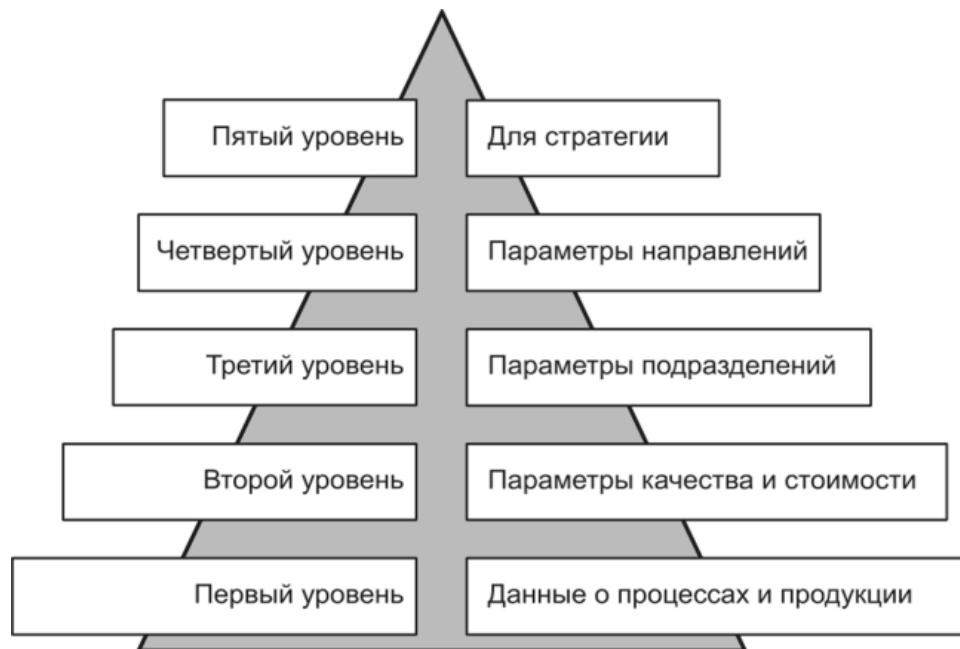 Пятый уровень
Для стратегии
Четвертый уровень
Параметры направлений
Третий уровень
Параметры подразделений
Второй уровень
Параметры качества и стоимости
Первый уровень
Данные о процессах и продукции